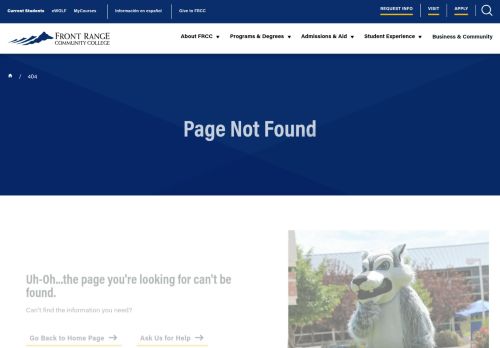 Current Students eWOLF MyCourses Información en español Give to FRCC REQUEST INFO VISIT APPLY
FRONT RANGE
COMMUNITY COLLEGE
About FRCC Programs & Degrees Admissions & Aid Student Experience Business & Community
/ 404
Page Not Found
Uh-Oh...the page you're looking for can't be
found.
Can't find the information you need?
Go Back to Home Page Ask Us for Help